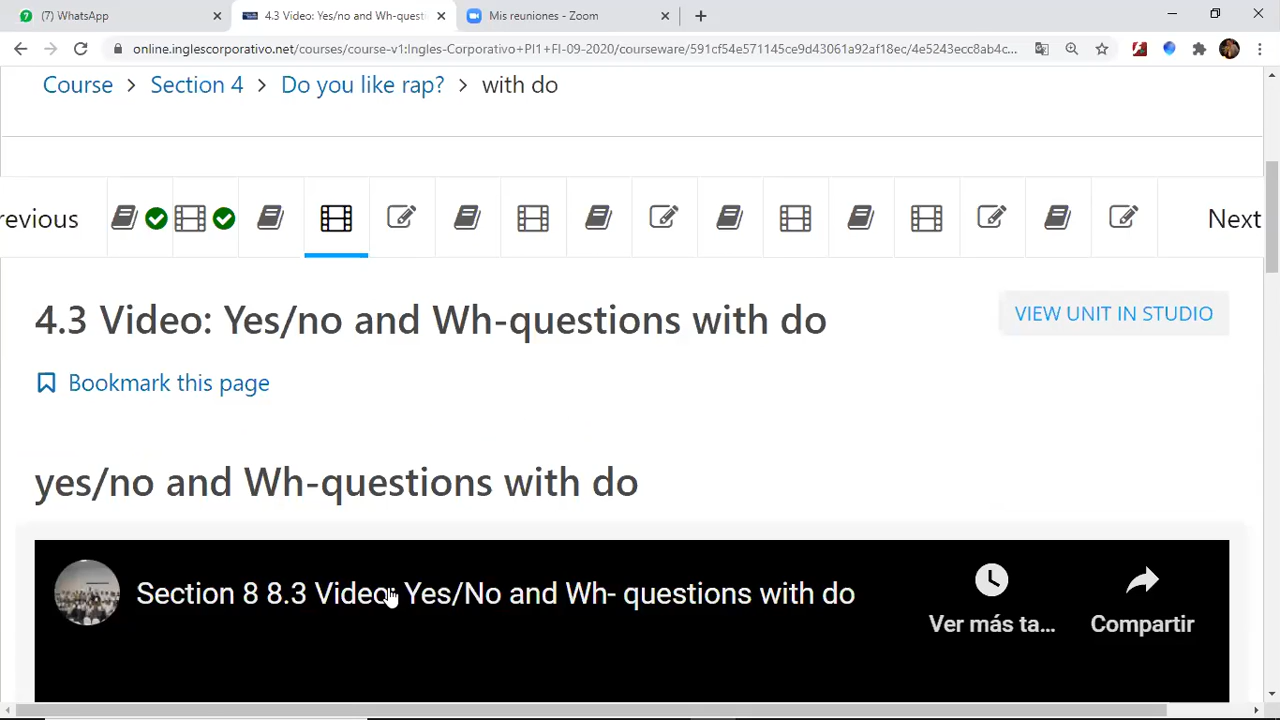 (7) WhatsApp
4.3 Video: Yes/no and Wh-quest
Mis reuniones - Zoom
online.inglescorporativo.net/courses/course-v1:Ingles-Corporativo+PI1+FI-09-2020/courseware/591cf54e571145ce9d43061a92af18ec/4e5243ecc8ab4c...
Course > Section 4 > Do you like rap? > with do
revious
Next
4.3 Video: Yes/no and Wh-questions with do
VIEW UNIT IN STUDIO
Bookmark this page
yes/no and Wh-questions with do
Section 8 8.3 Video: Yes/No and Wh- questions with do
Ver más ta...
Compartir